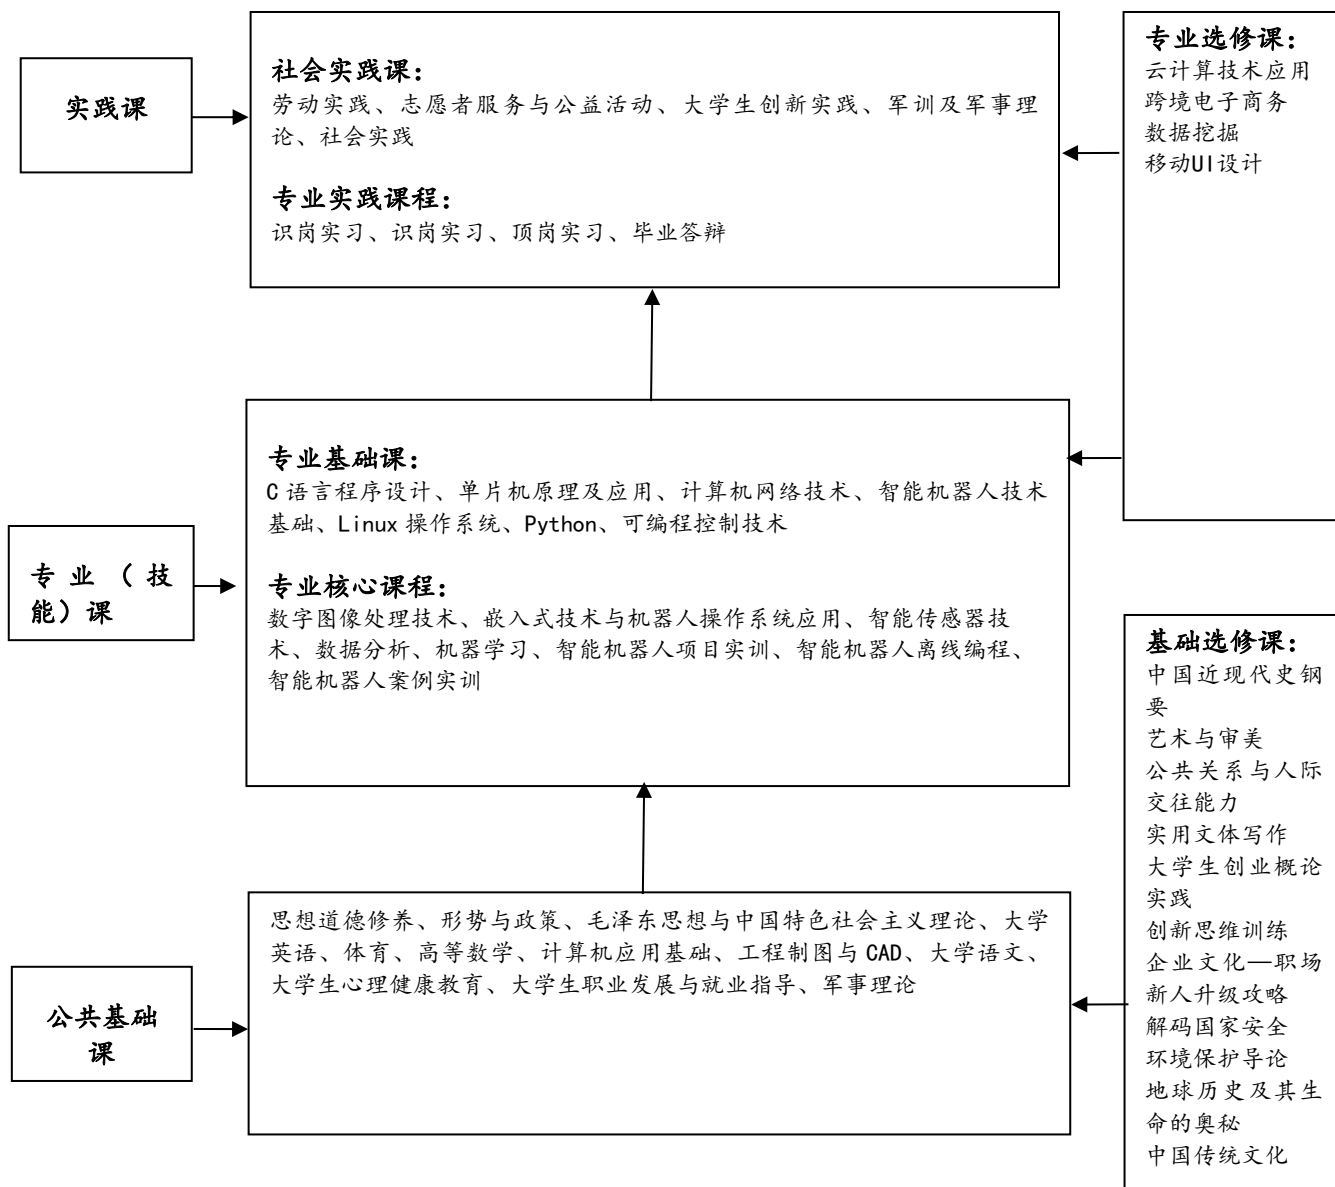 实践课
社会实践课：
劳动实践、志愿者服务与公益活动、大学生创新实践、军训及军事理
论、社会实践
专业实践课程：
识岗实习、识岗实习、顶岗实习、毕业答辩
专业选修课：
云计算技术应用
跨境电子商务
数据挖掘
移动UI设计
专业（技
能）课
专业基础课：
C 语言程序设计、单片机原理及应用、计算机网络技术、智能机器人技术
基础、Linux 操作系统、Python、可编程控制技术
专业核心课程：
数字图像处理技术、嵌入式技术与机器人操作系统应用、智能传感器技
术、数据分析、机器学习、智能机器人项目实训、智能机器人离线编程、
智能机器人案例实训
公共基础
课
思想道德修养、形势与政策、毛泽东思想与中国特色社会主义理论、大学
英语、体育、高等数学、计算机应用基础、工程制图与 CAD、大学语文、
大学生心理健康教育、大学生职业发展与就业指导、军事理论
基础选修课：
中国近现代史钢
要
艺术与审美
公共关系与人际
交往能力
实用文体写作
大学生创业概论
实践
创新思维训练
企业文化—职场
新人升级攻略
解码国家安全
环境保护导论
地球历史及其生
命的奥秘
中国传统文化